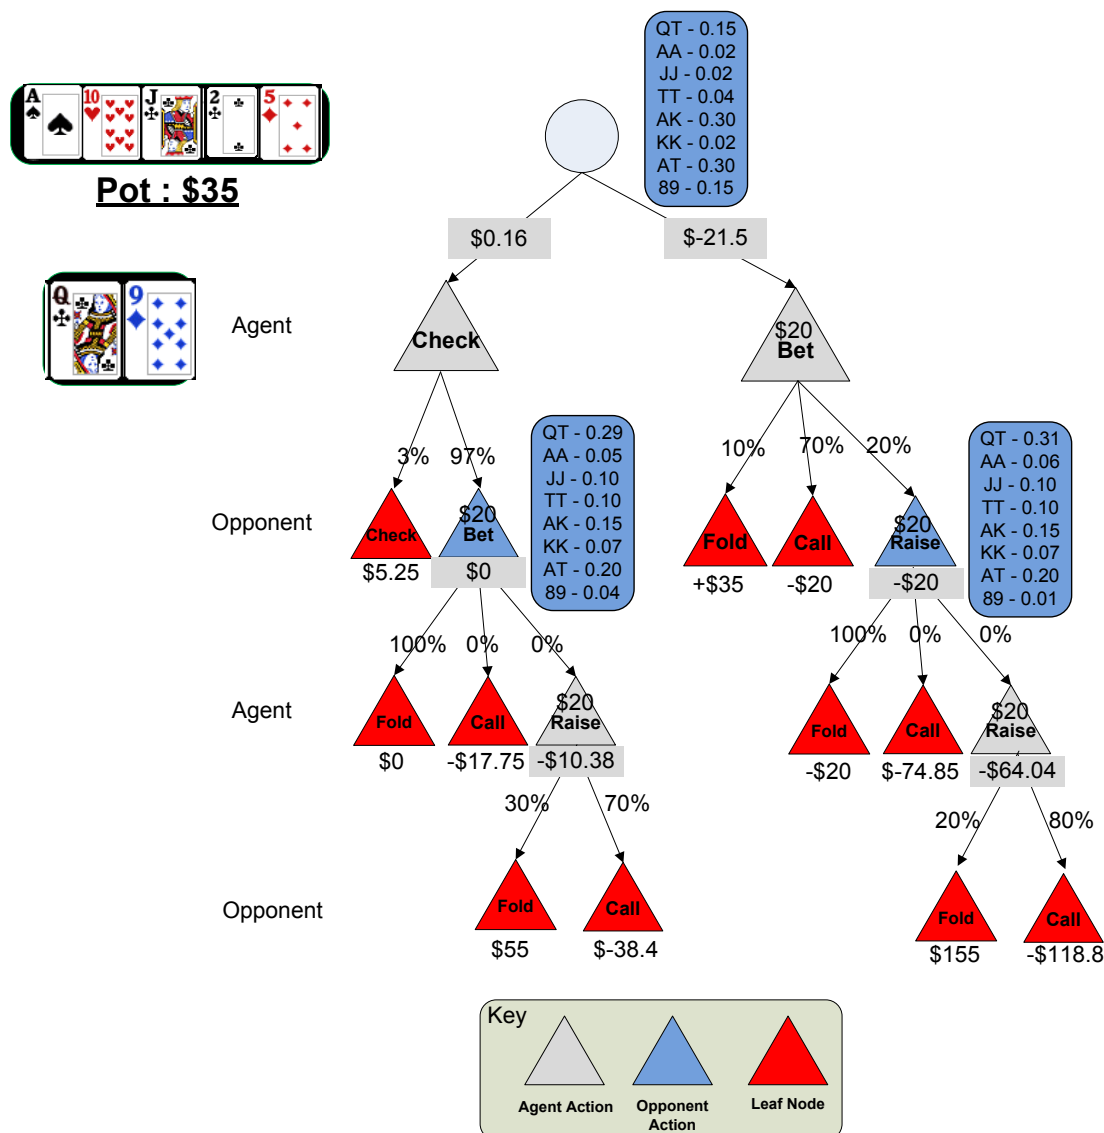 QT - 0.15
AA - 0.02
JJ - 0.02
TT - 0.04
AK - 0.30
KK - 0.02
AT - 0.30
89 - 0.15
A 10 J 2 5
Pot : $35
$0.16 $-21.5
Q 9
Agent
Check
$20
Bet
3% 97%
10% 70% 20%
QT - 0.29
AA - 0.05
JJ - 0.10
TT - 0.10
AK - 0.15
KK - 0.07
AT - 0.20
89 - 0.04
QT - 0.31
AA - 0.06
JJ - 0.10
TT - 0.10
AK - 0.15
KK - 0.07
AT - 0.20
89 - 0.01
Opponent
Check
$20
Bet
Fold
Call
$20
Raise
$5.25 $0 +$35 -$20 -$20
100% 0% 0% 100% 0% 0%
Agent
Fold
Call
$20
Raise
Fold
Call
$20
Raise
$0 -$17.75 -$10.38 -$20 $-74.85 -$64.04
30% 70% 20% 80%
Opponent
Fold
Call
Fold
Call
$55 $-38.4 $155 -$118.8
Key
Agent Action
Opponent
Action
Leaf Node